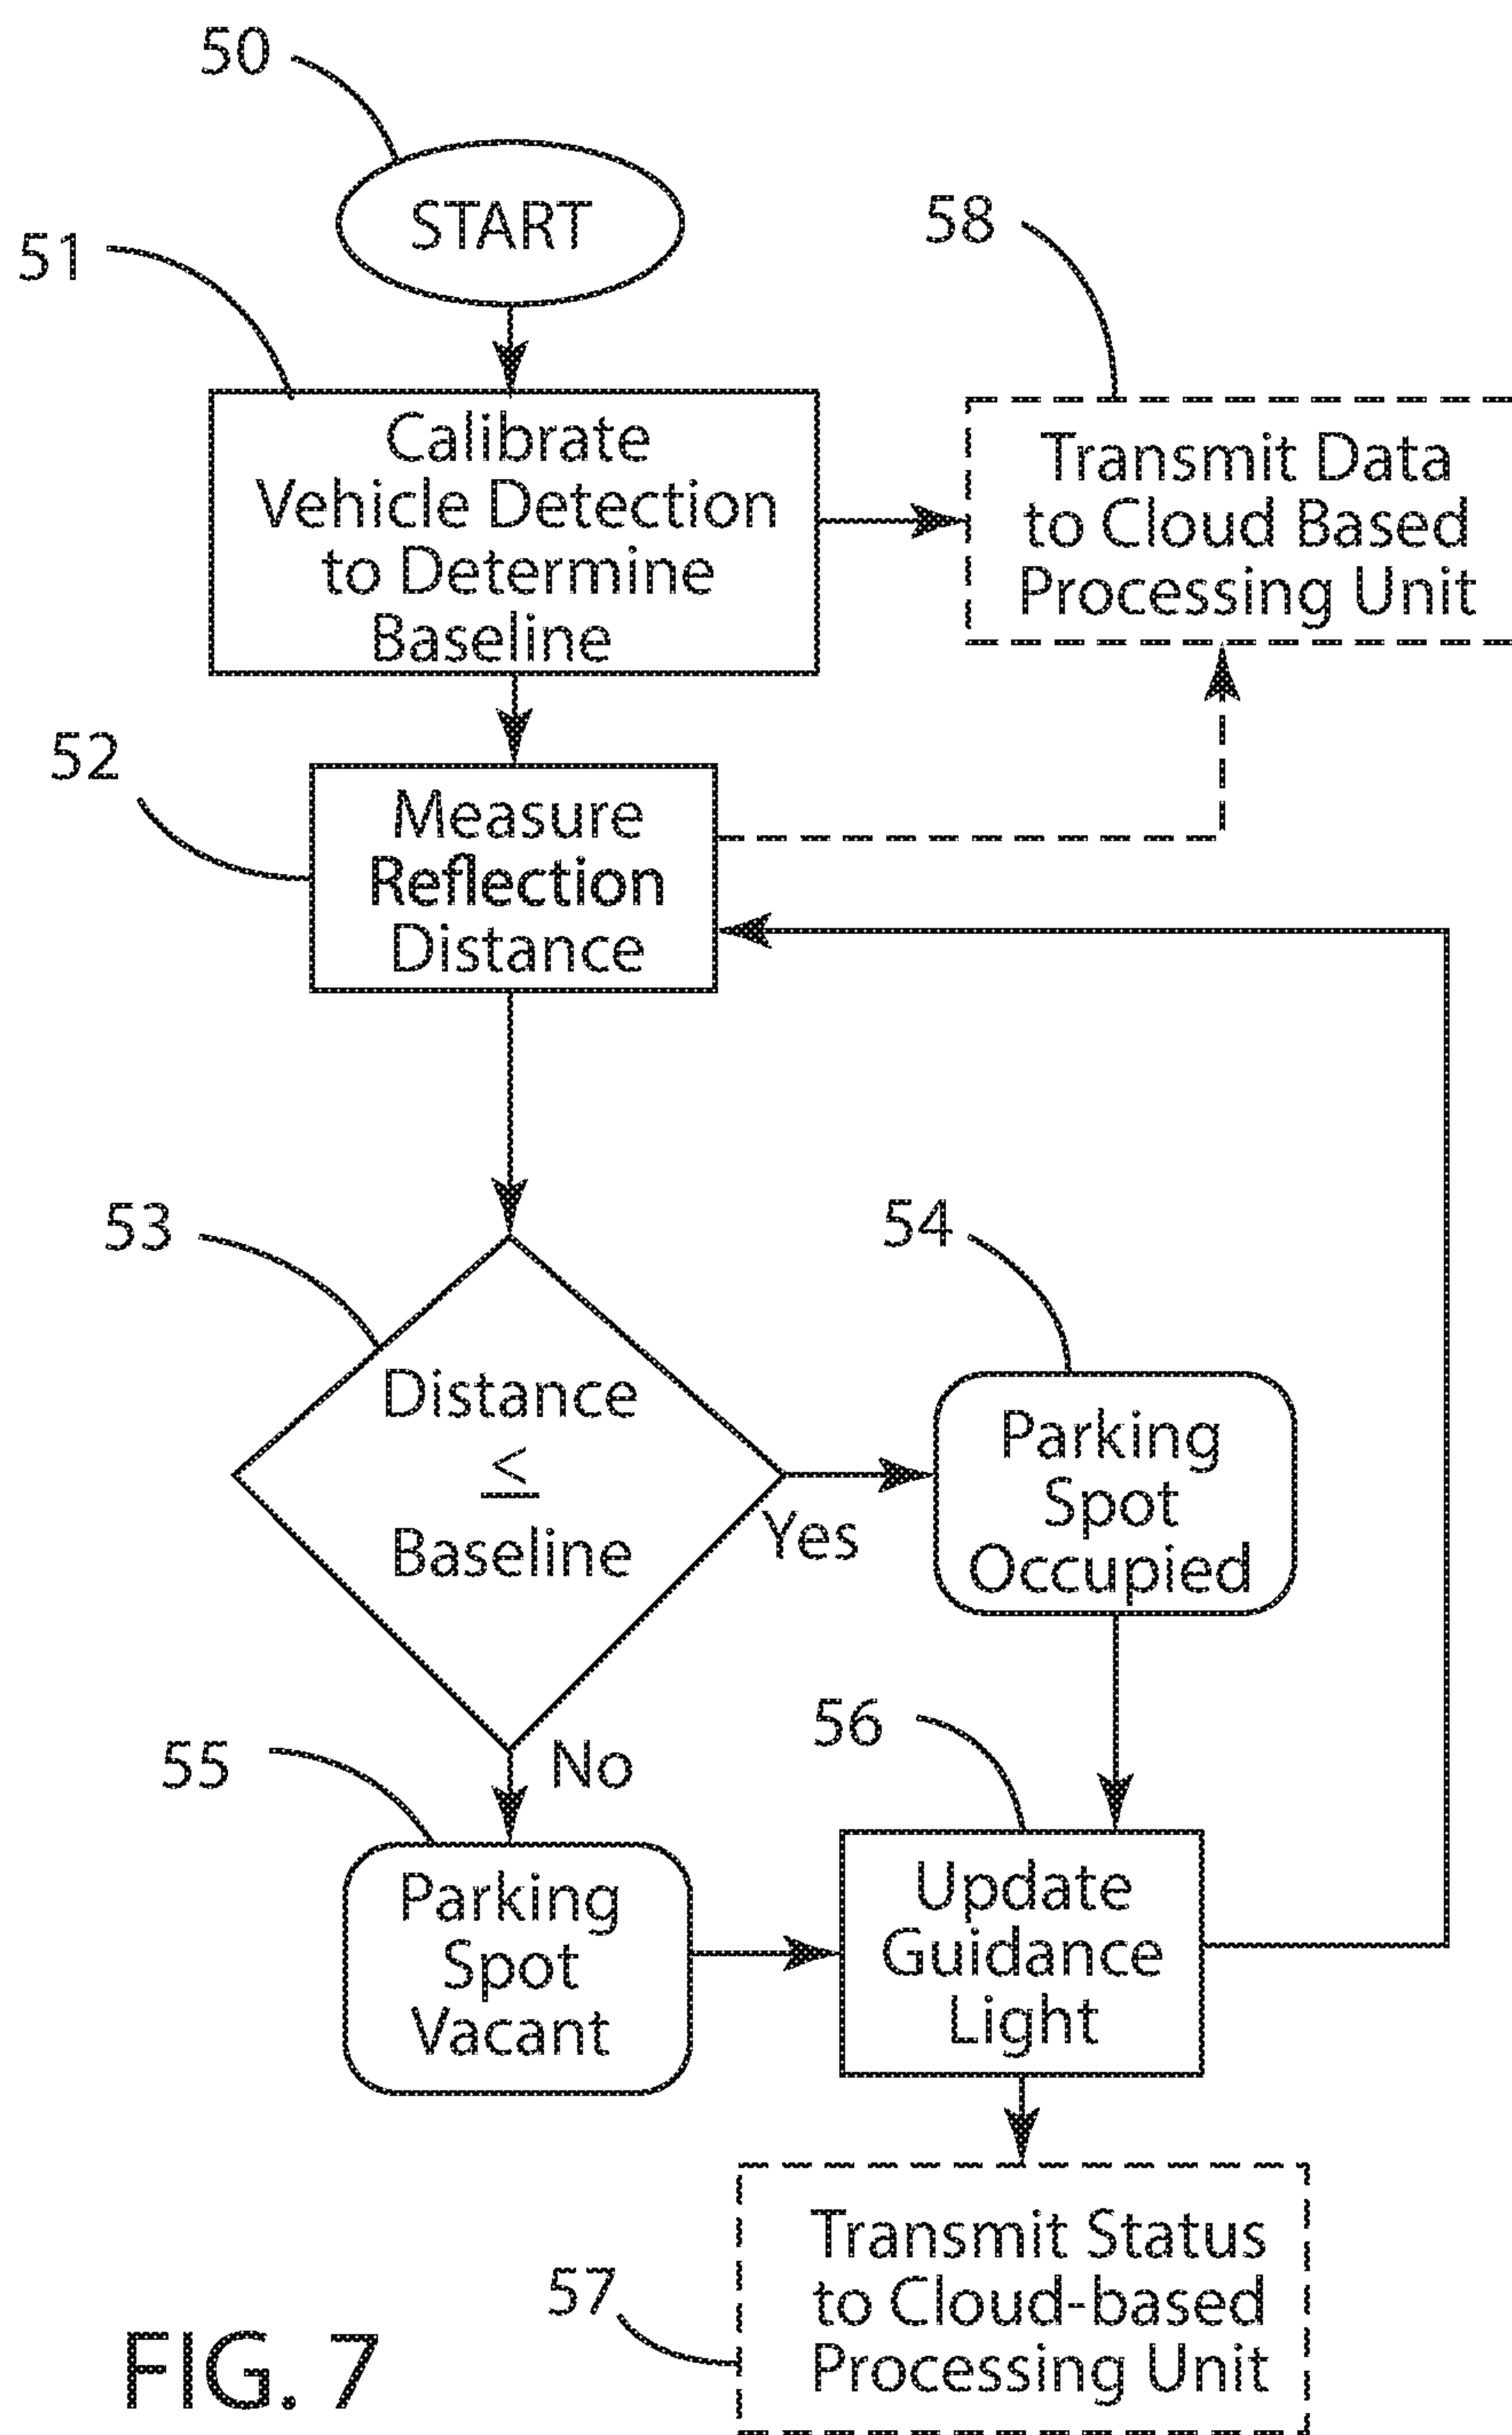 50
START
51
58
Calibrate
Vehicle Detection
to Determine
Baseline
Transmit Data
to Cloud Based
Processing Unit
52
Measure
Reflection
Distance
53
Distance
≤
Baseline
Yes
54
Parking
Spot
Occupied
No
55
Parking
Spot
Vacant
56
Update
Guidance
Light
57
Transmit Status
to Cloud-based
Processing Unit
FIG. 7